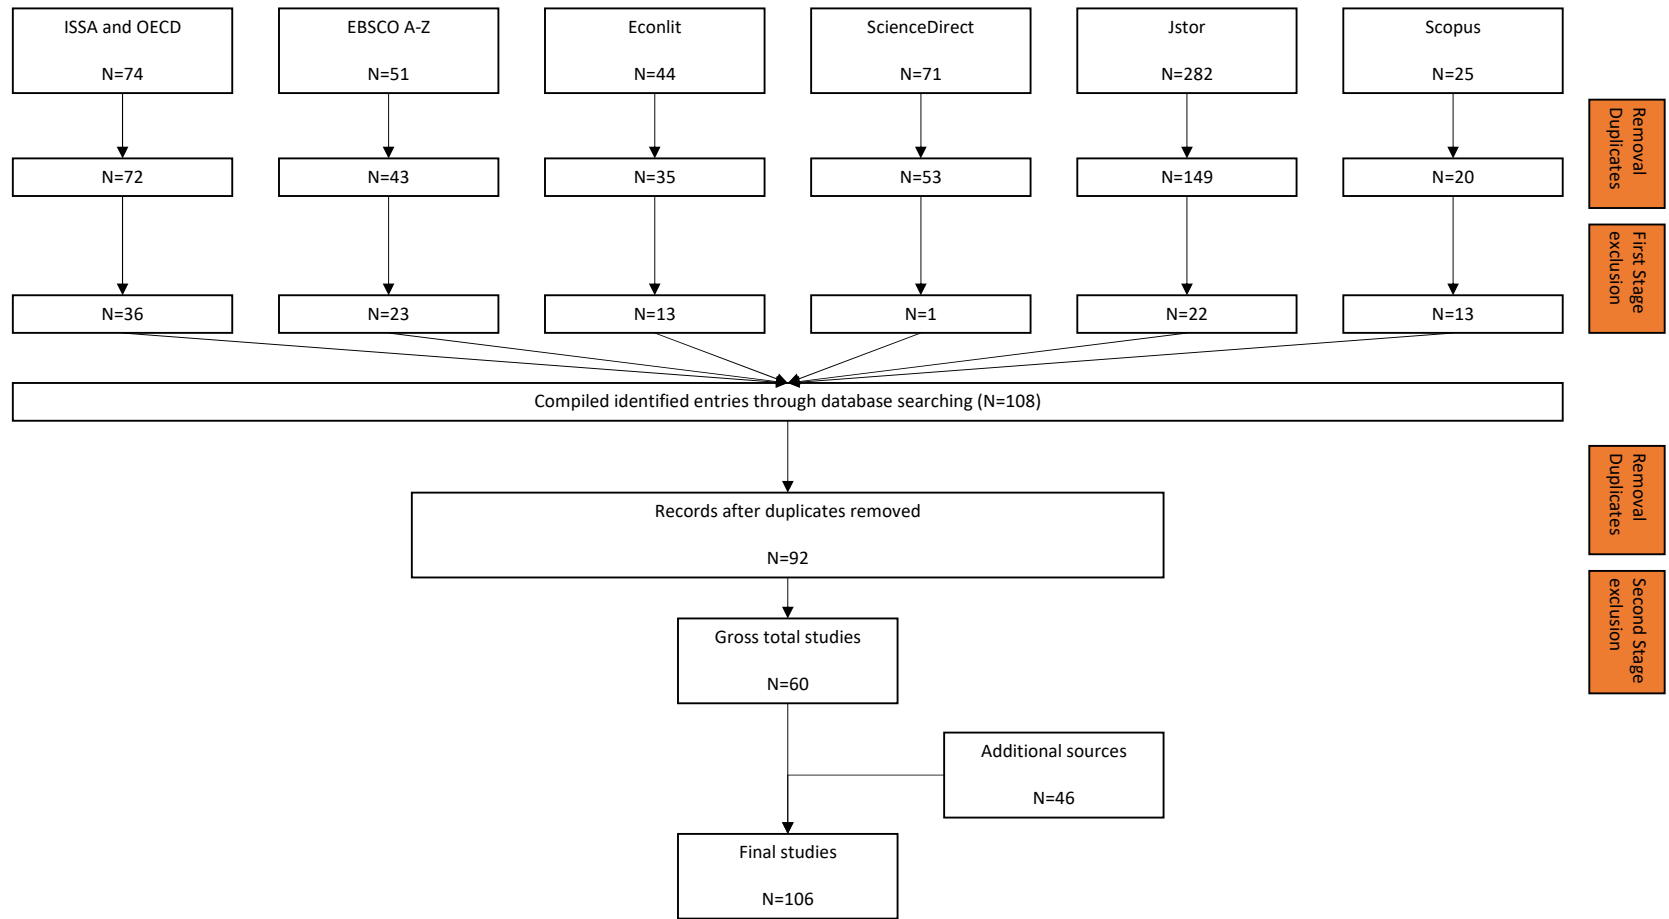 ISSA and OECD
N=74
EBSCO A-Z
N=51
Econlit
N=44
ScienceDirect
N=71
Jstor
N=282
Scopus
N=25
Removal
Duplicates
N=72
N=43
N=35
N=53
N=149
N=20
First Stage
exclusion
N=36
N=23
N=13
N=1
N=22
N=13
Compiled identified entries through database searching (N=108)
Removal
Duplicates
Records after duplicates removed
N=92
Second Stage
exclusion
Gross total studies
N=60
Additional sources
N=46
Final studies
N=106